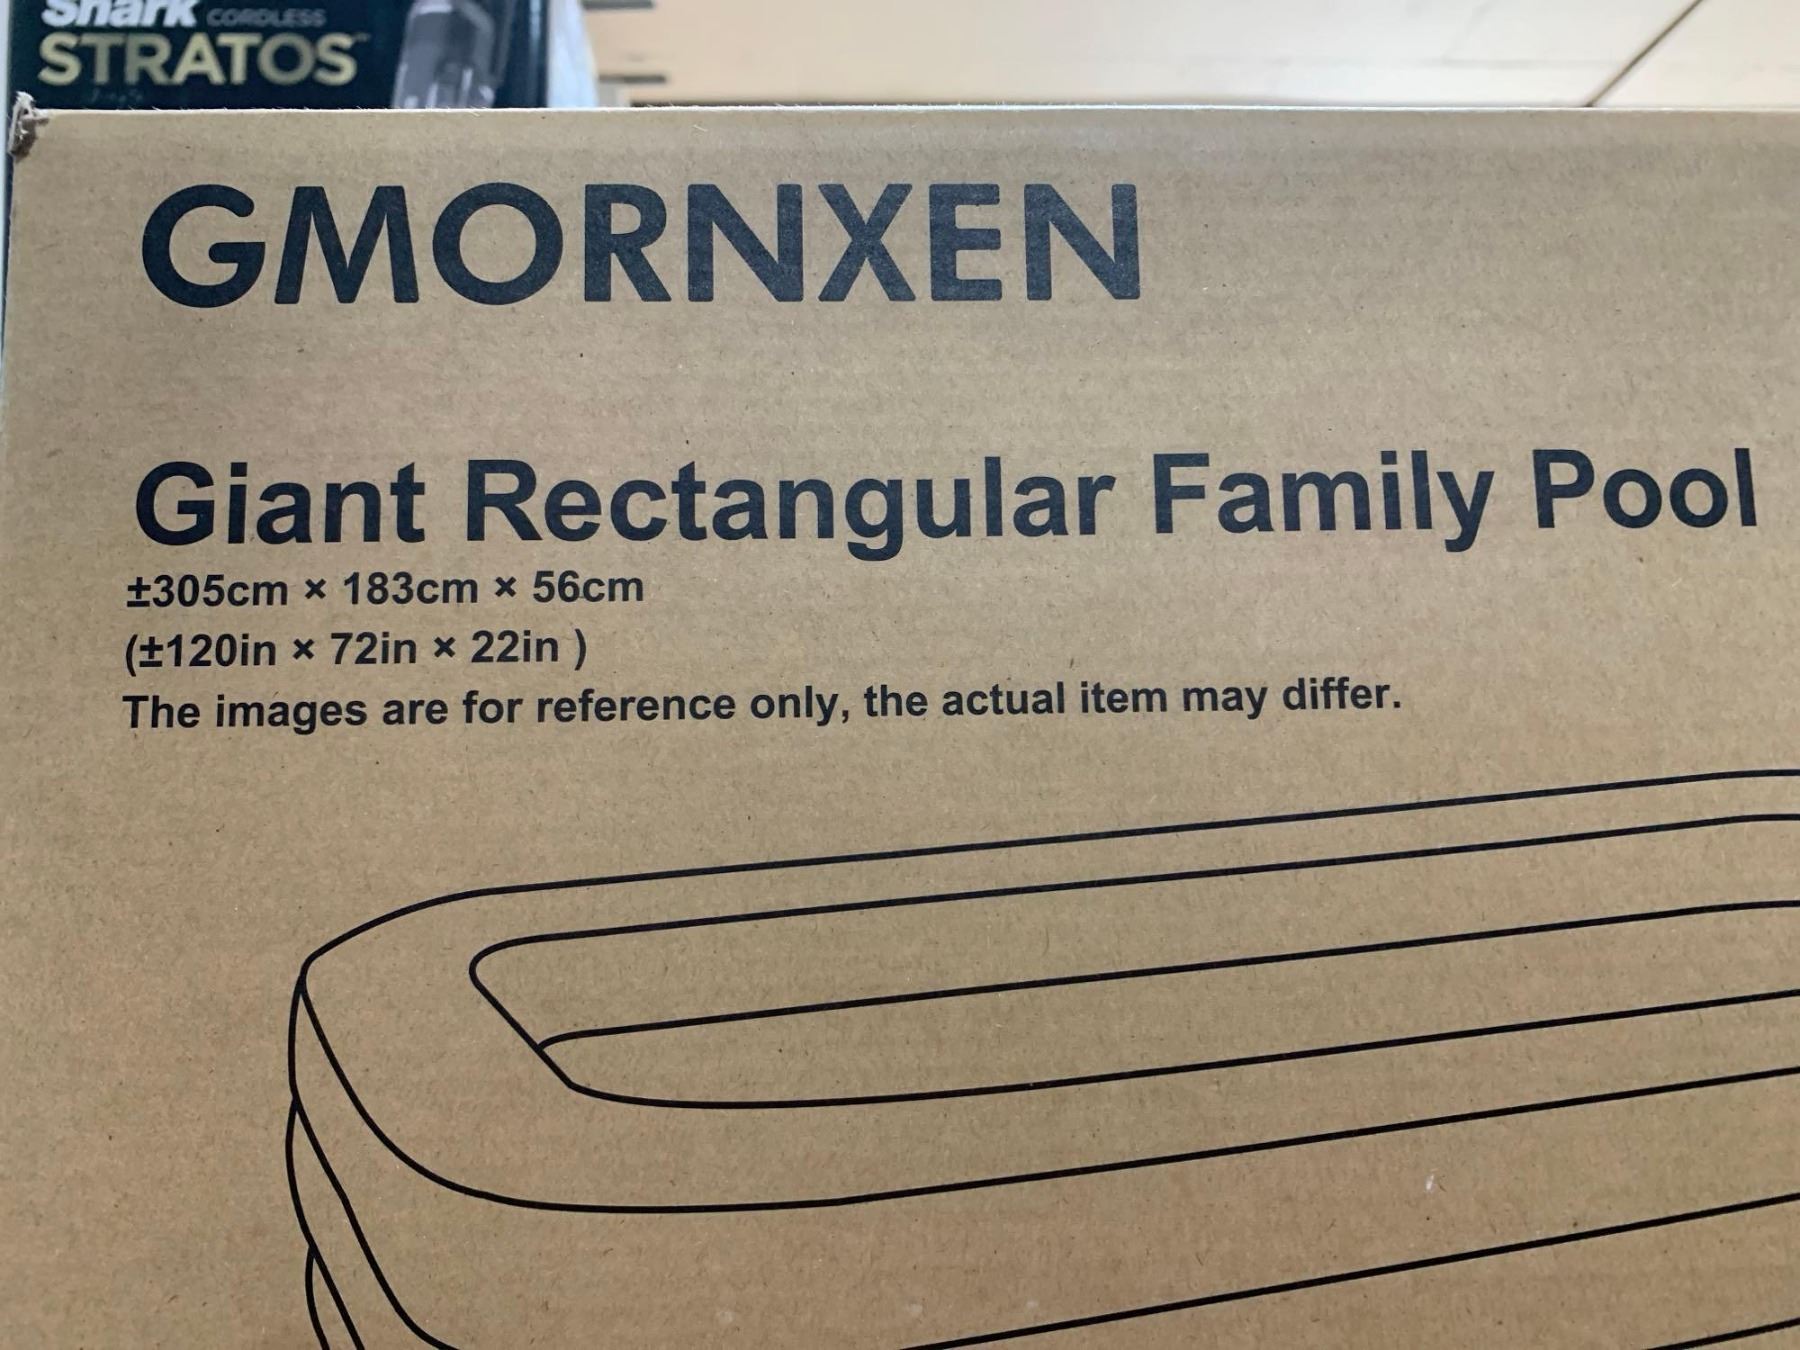 Shark CORDLESS
STRATOS™
GMORNXEN
Giant Rectangular Family Pool
±305cm × 183cm × 56cm
(±120in × 72in × 22in )
The images are for reference only, the actual item may differ.